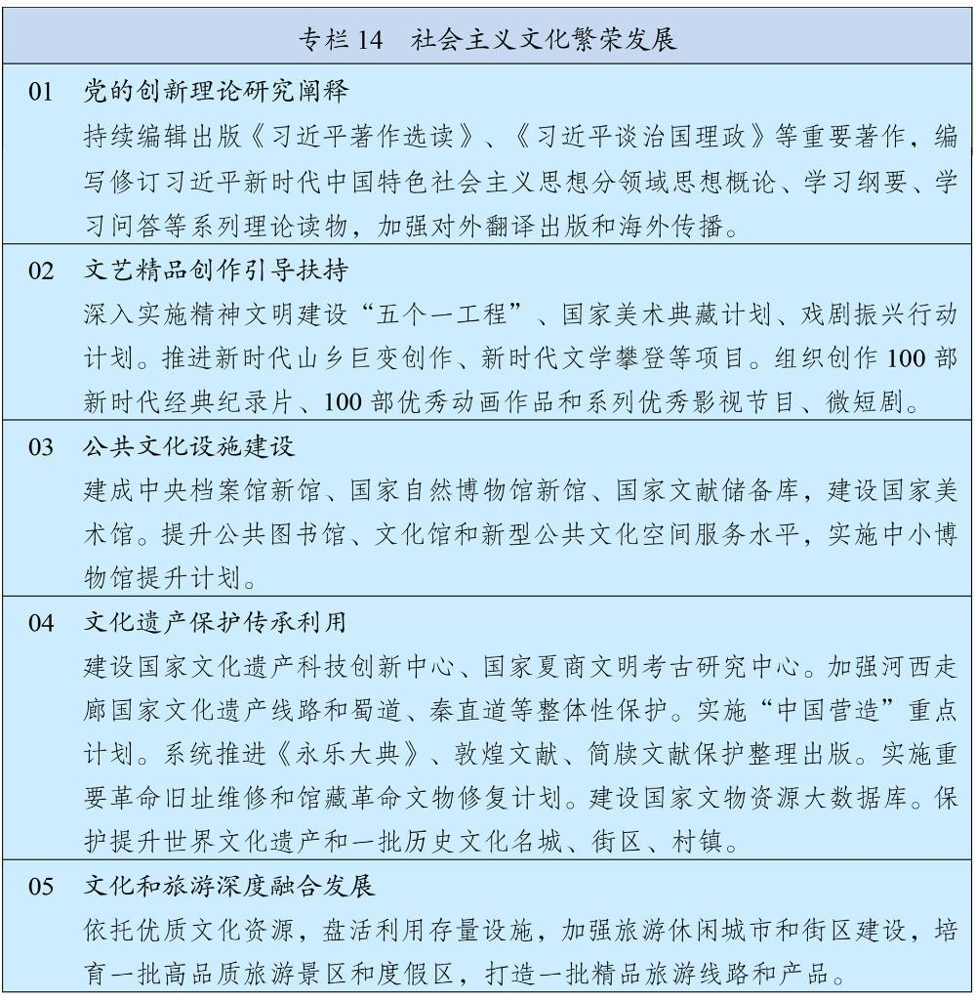 专栏 14 社会主义文化繁荣发展
01 党的创新理论研究阐释
持续编辑出版《习近平著作选读》、《习近平谈治国理政》等重要著作，编
写修订习近平新时代中国特色社会主义思想分领域思想概论、学习纲要、学
习问答等系列理论读物，加强对外翻译出版和海外传播。
02 文艺精品创作引导扶持
深入实施精神文明建设“五个一工程”、国家美术典藏计划、戏剧振兴行动
计划。推进新时代山乡巨变创作、新时代文学攀登等项目。组织创作 100 部
新时代经典纪录片、100 部优秀动画作品和系列优秀影视节目、微短剧。
03 公共文化设施建设
建成中央档案馆新馆、国家自然博物馆新馆、国家文献储备库，建设国家美
术馆。提升公共图书馆、文化馆和新型公共文化空间服务水平，实施中小博
物馆提升计划。
04 文化遗产保护传承利用
建设国家文化遗产科技创新中心、国家夏商文明考古研究中心。加强河西走
廊国家文化遗产线路和蜀道、秦直道等整体性保护。实施“中国营造”重点
计划。系统推进《永乐大典》、敦煌文献、简牍文献保护整理出版。实施重
要革命旧址维修和馆藏革命文物修复计划。建设国家文物资源大数据库。保
护提升世界文化遗产和一批历史文化名城、街区、村镇。
05 文化和旅游深度融合发展
依托优质文化资源，盘活利用存量设施，加强旅游休闲城市和街区建设，培
育一批高品质旅游景区和度假区，打造一批精品旅游线路和产品。